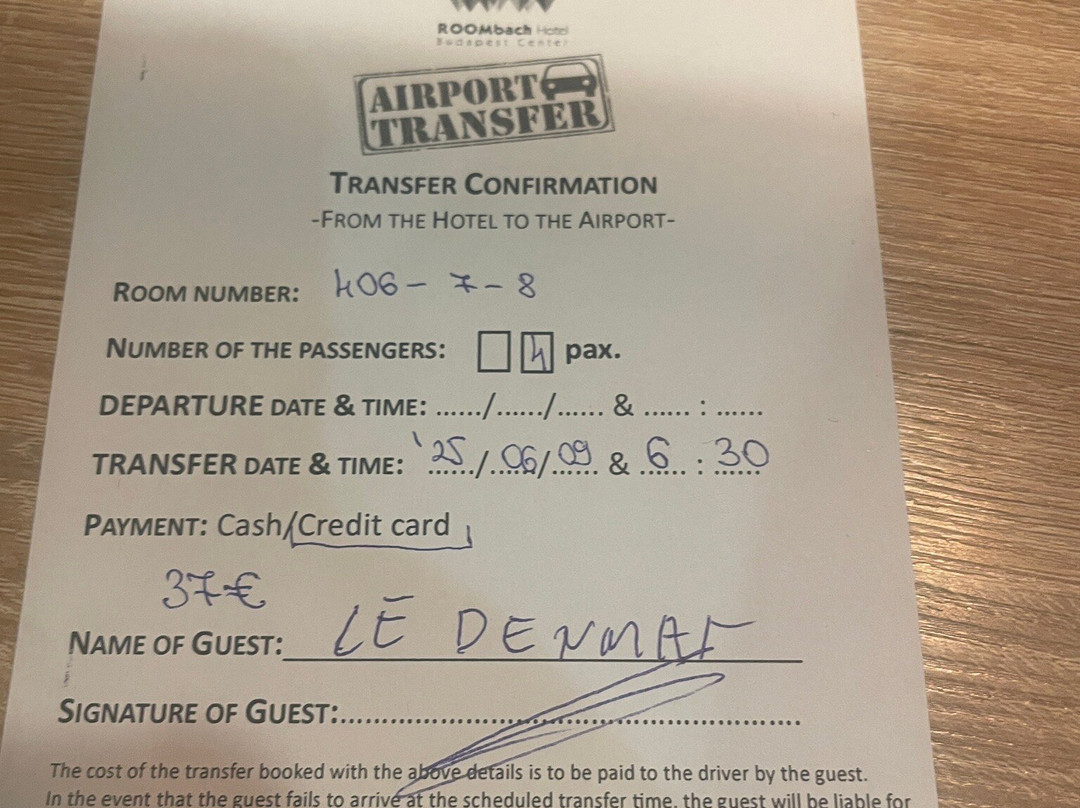 ROOMbach Hotel
Budapest Center
AIRPORT
TRANSFER
TRANSFER CONFIRMATION
-FROM THE HOTEL TO THE AIRPORT-
ROOM NUMBER: 406 - 7 - 8
NUMBER OF THE PASSENGERS: 4 pax.
DEPARTURE DATE & TIME: ....../....../...... & ...... : ......
TRANSFER DATE & TIME: '25/06/09 & 6 : 30
PAYMENT: Cash/Credit card
37€
NAME OF GUEST: LE DENMAT
SIGNATURE OF GUEST:
The cost of the transfer booked with the above details is to be paid to the driver by the guest.
In the event that the guest fails to arrive at the scheduled transfer time, the guest will be liable for